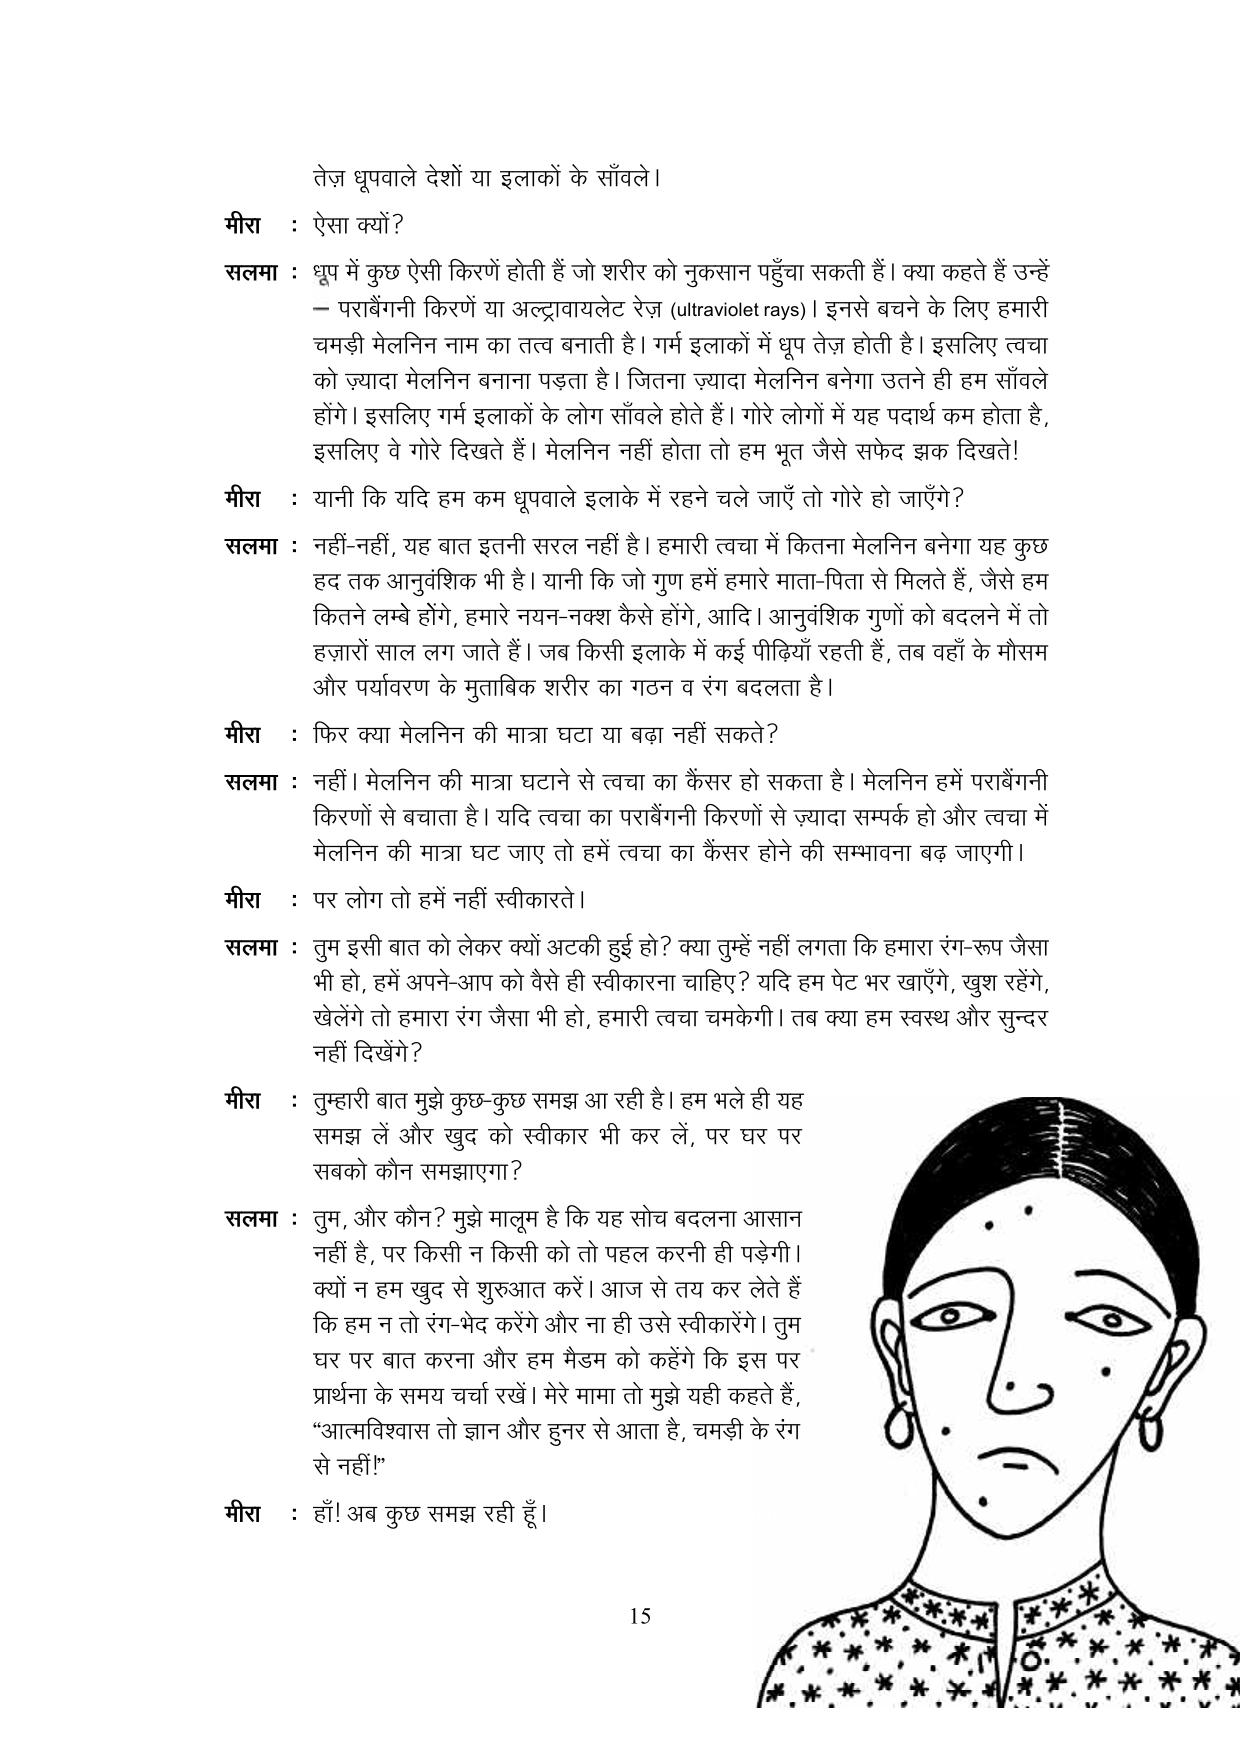 तेज़ धूपवाले देशों या इलाकों के साँवले।
मीरा : ऐसा क्यों?
सलमा : धूप में कुछ ऐसी किरणें होती हैं जो शरीर को नुकसान पहुँचा सकती हैं। क्या कहते हैं उन्हें
– पराबैंगनी किरणें या अल्ट्रावायलेट रेज़ (ultraviolet rays)। इनसे बचने के लिए हमारी
चमड़ी मेलनिन नाम का तत्व बनाती है। गर्म इलाकों में धूप तेज़ होती है। इसलिए त्वचा
को ज़्यादा मेलनिन बनाना पड़ता है। जितना ज़्यादा मेलनिन बनेगा उतने ही हम साँवले
होंगे। इसलिए गर्म इलाकों के लोग साँवले होते हैं। गोरे लोगों में यह पदार्थ कम होता है,
इसलिए वे गोरे दिखते हैं। मेलनिन नहीं होता तो हम भूत जैसे सफेद झक दिखते!
मीरा : यानी कि यदि हम कम धूपवाले इलाके में रहने चले जाएँ तो गोरे हो जाएँगे?
सलमा : नहीं-नहीं, यह बात इतनी सरल नहीं है। हमारी त्वचा में कितना मेलनिन बनेगा यह कुछ
हद तक आनुवंशिक भी है। यानी कि जो गुण हमें हमारे माता-पिता से मिलते हैं, जैसे हम
कितने लम्बे होंगे, हमारे नयन-नक्श कैसे होंगे, आदि। आनुवंशिक गुणों को बदलने में तो
हज़ारों साल लग जाते हैं। जब किसी इलाके में कई पीढ़ियाँ रहती हैं, तब वहाँ के मौसम
और पर्यावरण के मुताबिक शरीर का गठन व रंग बदलता है।
मीरा : फिर क्या मेलनिन की मात्रा घटा या बढ़ा नहीं सकते?
सलमा : नहीं। मेलनिन की मात्रा घटाने से त्वचा का कैंसर हो सकता है। मेलनिन हमें पराबैंगनी
किरणों से बचाता है। यदि त्वचा का पराबैंगनी किरणों से ज़्यादा सम्पर्क हो और त्वचा में
मेलनिन की मात्रा घट जाए तो हमें त्वचा का कैंसर होने की सम्भावना बढ़ जाएगी।
मीरा : पर लोग तो हमें नहीं स्वीकारते।
सलमा : तुम इसी बात को लेकर क्यों अटकी हुई हो? क्या तुम्हें नहीं लगता कि हमारा रंग-रूप जैसा
भी हो, हमें अपने-आप को वैसे ही स्वीकारना चाहिए? यदि हम पेट भर खाएँगे, खुश रहेंगे,
खेलेंगे तो हमारा रंग जैसा भी हो, हमारी त्वचा चमकेगी। तब क्या हम स्वस्थ और सुन्दर
नहीं दिखेंगे?
मीरा : तुम्हारी बात मुझे कुछ-कुछ समझ आ रही है। हम भले ही यह
समझ लें और खुद को स्वीकार भी कर लें, पर घर पर
सबको कौन समझाएगा?
सलमा : तुम, और कौन? मुझे मालूम है कि यह सोच बदलना आसान
नहीं है, पर किसी न किसी को तो पहल करनी ही पड़ेगी।
क्यों न हम खुद से शुरुआत करें। आज से तय कर लेते हैं
कि हम न तो रंग-भेद करेंगे और ना ही उसे स्वीकारेंगे। तुम
घर पर बात करना और हम मैडम को कहेंगे कि इस पर
प्रार्थना के समय चर्चा रखें। मेरे मामा तो मुझे यही कहते हैं,
“आत्मविश्वास तो ज्ञान और हुनर से आता है, चमड़ी के रंग
से नहीं!”
मीरा : हाँ! अब कुछ समझ रही हूँ।
15